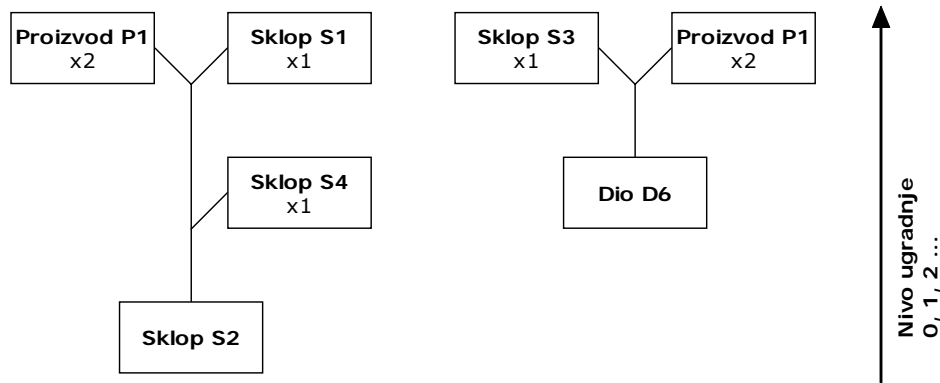 Proizvod P1
x2
Sklop S1
x1
Sklop S3
x1
Proizvod P1
x2
Sklop S4
x1
Dio D6
Sklop S2
Nivo ugradnje
0, 1, 2 ...